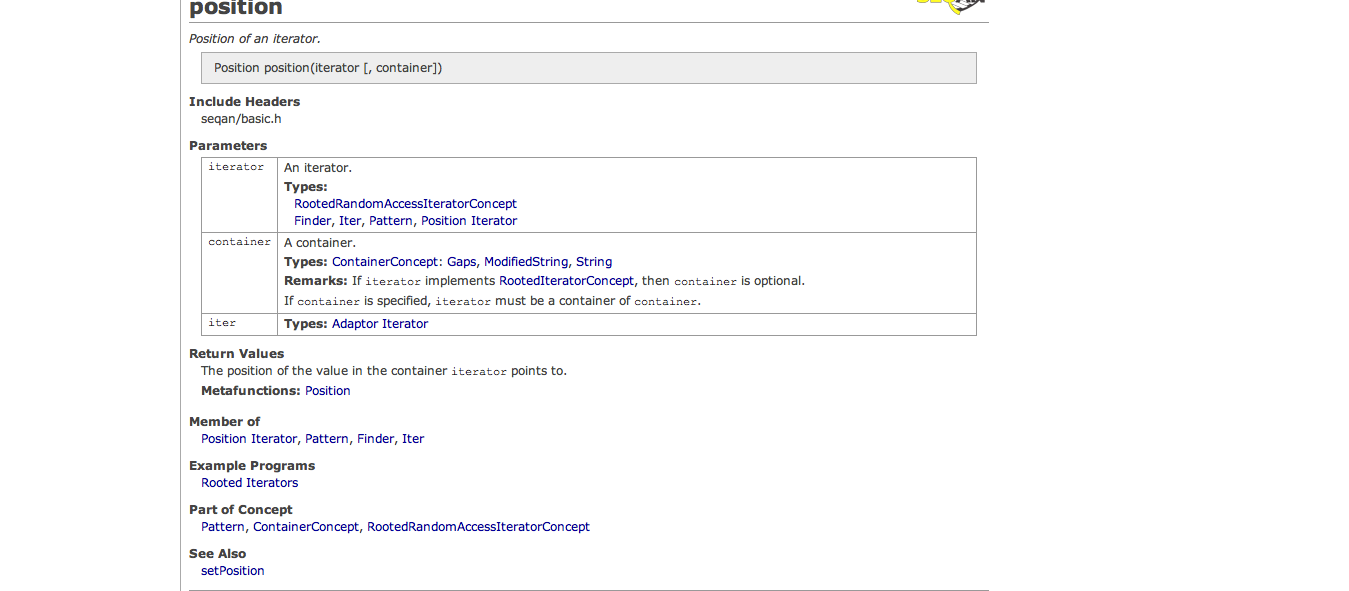 position
Position of an iterator.
Position position(iterator [, container])
Include Headers
seqan/basic.h
Parameters
iterator
An iterator.
Types:
RootedRandomAccessIteratorConcept
Finder, Iter, Pattern, Position Iterator
container
A container.
Types: ContainerConcept: Gaps, ModifiedString, String
Remarks: If iterator implements RootedIteratorConcept, then container is optional.
If container is specified, iterator must be a container of container.
iter
Types: Adaptor Iterator
Return Values
The position of the value in the container iterator points to.
Metafunctions: Position
Member of
Position Iterator, Pattern, Finder, Iter
Example Programs
Rooted Iterators
Part of Concept
Pattern, ContainerConcept, RootedRandomAccessIteratorConcept
See Also
setPosition